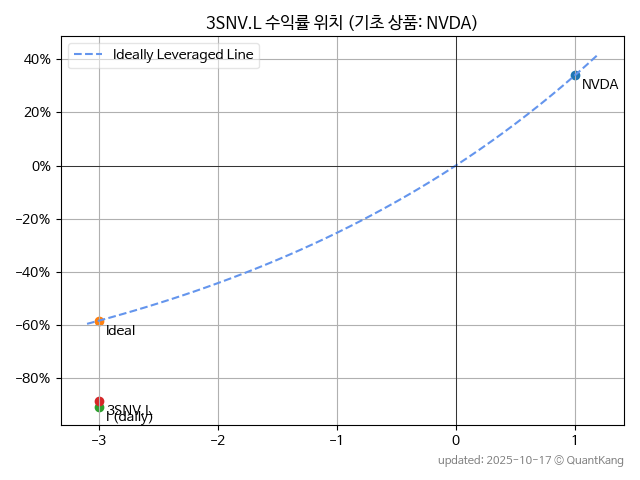 3SNV.L 수익률 위치 (기초 상품: NVDA)
Ideally Leveraged Line
40%
20%
0%
−20%
−40%
−60%
−80%
NVDA
Ideal
3SNV.L
(daily)
−3
−2
−1
0
1
updated: 2025-10-17 © QuantKang